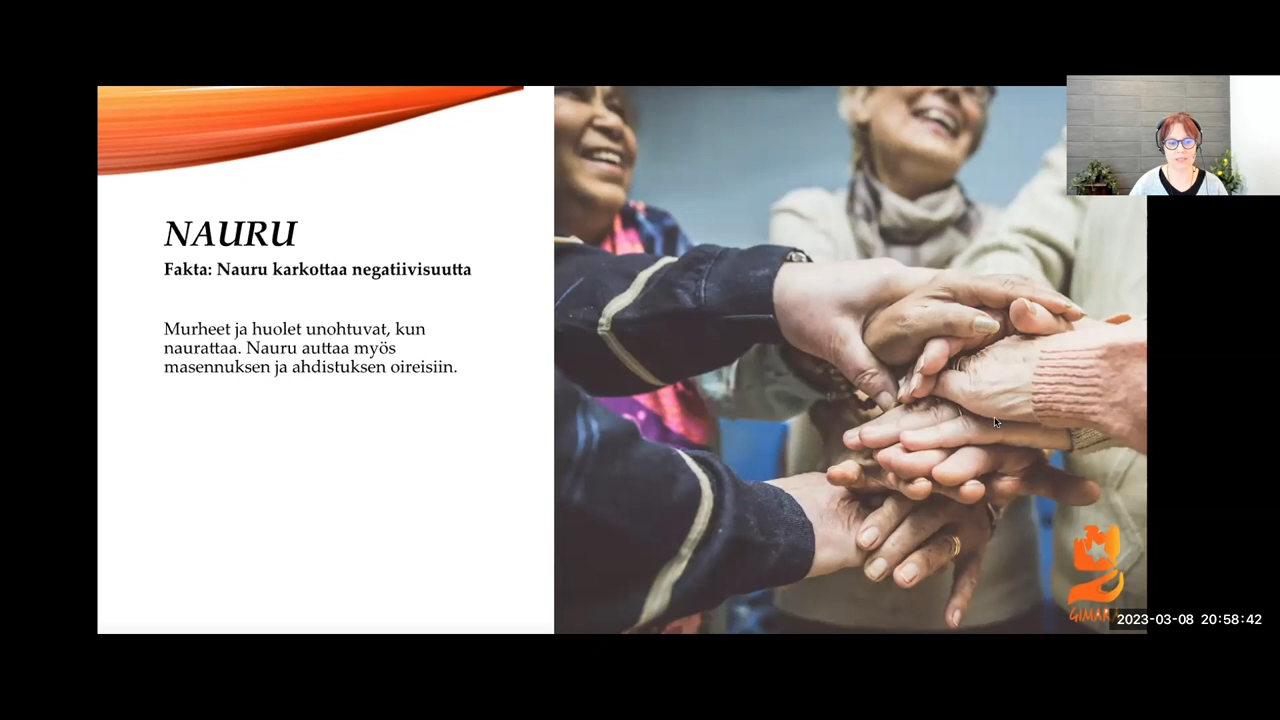 NAURU
Fakta: Nauru karkottaa negatiivisuutta
Murheet ja huolet unohtuvat, kun
naurattaa. Nauru auttaa myös
masennuksen ja ahdistuksen oireisiin.
2023-03-08 20:58:42